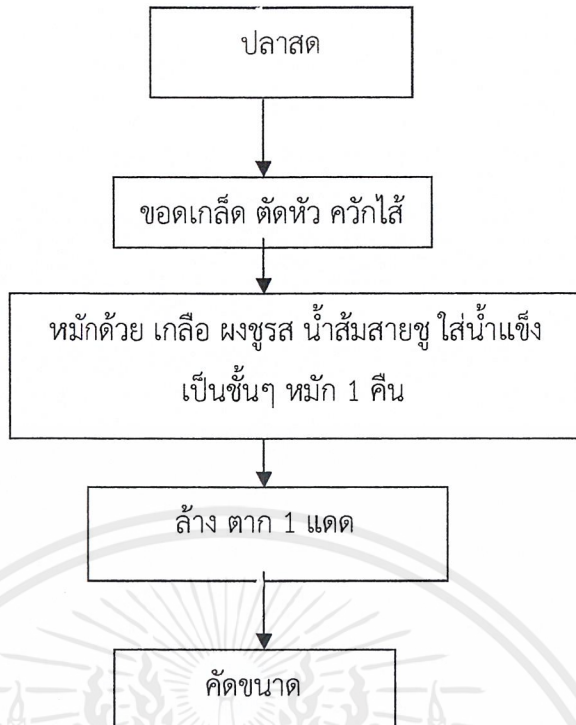 ปลาสด
ขอดเกล็ด ตัดหัว ควักไส้
หมักด้วย เกลือ ผงชูรส น้ำส้มสายชู ใส่น้ำแข็ง
เป็นชั้นๆ หมัก 1 คืน
ล้าง ตาก 1 แดด
คัดขนาด